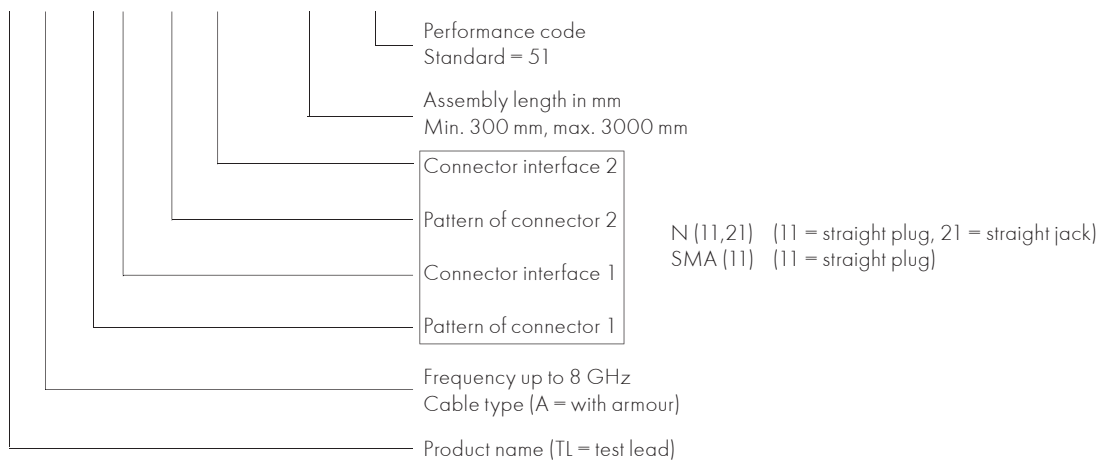 Performance code
Standard = 51
Assembly length in mm
Min. 300 mm, max. 3000 mm
Connector interface 2
Pattern of connector 2
N (11,21) (11 = straight plug, 21 = straight jack)
SMA (11) (11 = straight plug)
Connector interface 1
Pattern of connector 1
Frequency up to 8 GHz
Cable type (A = with armour)
Product name (TL = test lead)